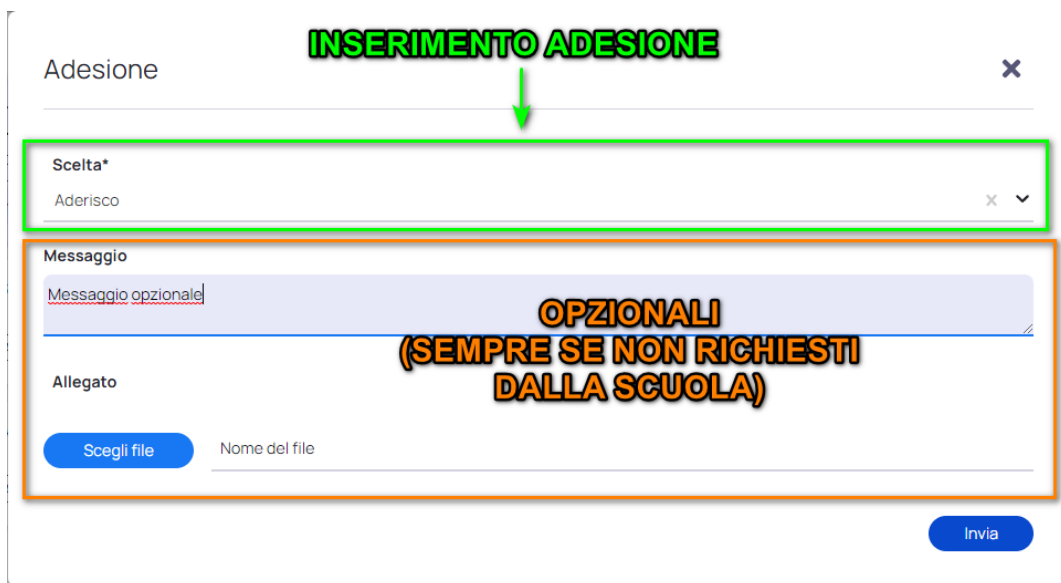 INSERIMENTO ADESIONE
Adesione
Scelta*
Aderisco
Messaggio
Messaggio opzionale
OPZIONALI
(SEMPRE SE NON RICHIESTI
DALLA SCUOLA)
Allegato
Scegli file
Nome del file
Invia